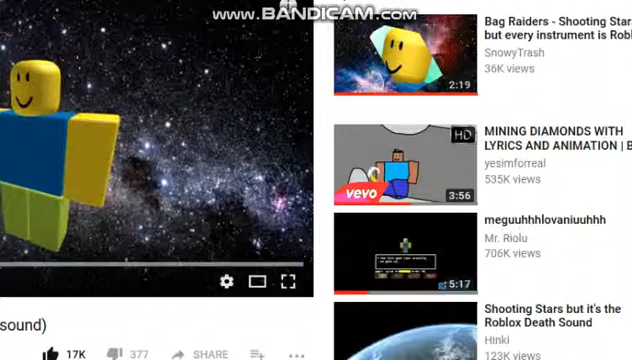 www.BANDICAM.com
Bag Raiders - Shooting Star
but every instrument is Robl
SnowyTrash
36K views
2:19
HD
MINING DIAMONDS WITH
LYRICS AND ANIMATION | B
yesimforreal
535K views
vevo
3:56
meguuhhhlovaniuuhhh
Mr. Riolu
706K views
5:17
Shooting Stars but it's the
Roblox Death Sound
Hinki
123K views
sound)
17K
377
SHARE